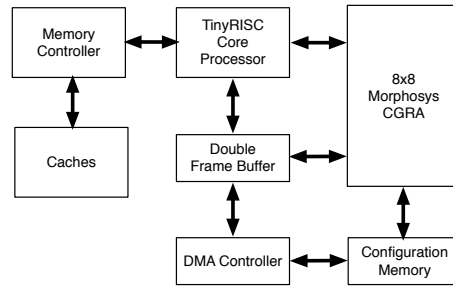 Memory
Controller
TinyRISC
Core
Processor
8x8
Morphosys
CGRA
Caches
Double
Frame Buffer
DMA Controller
Configuration
Memory